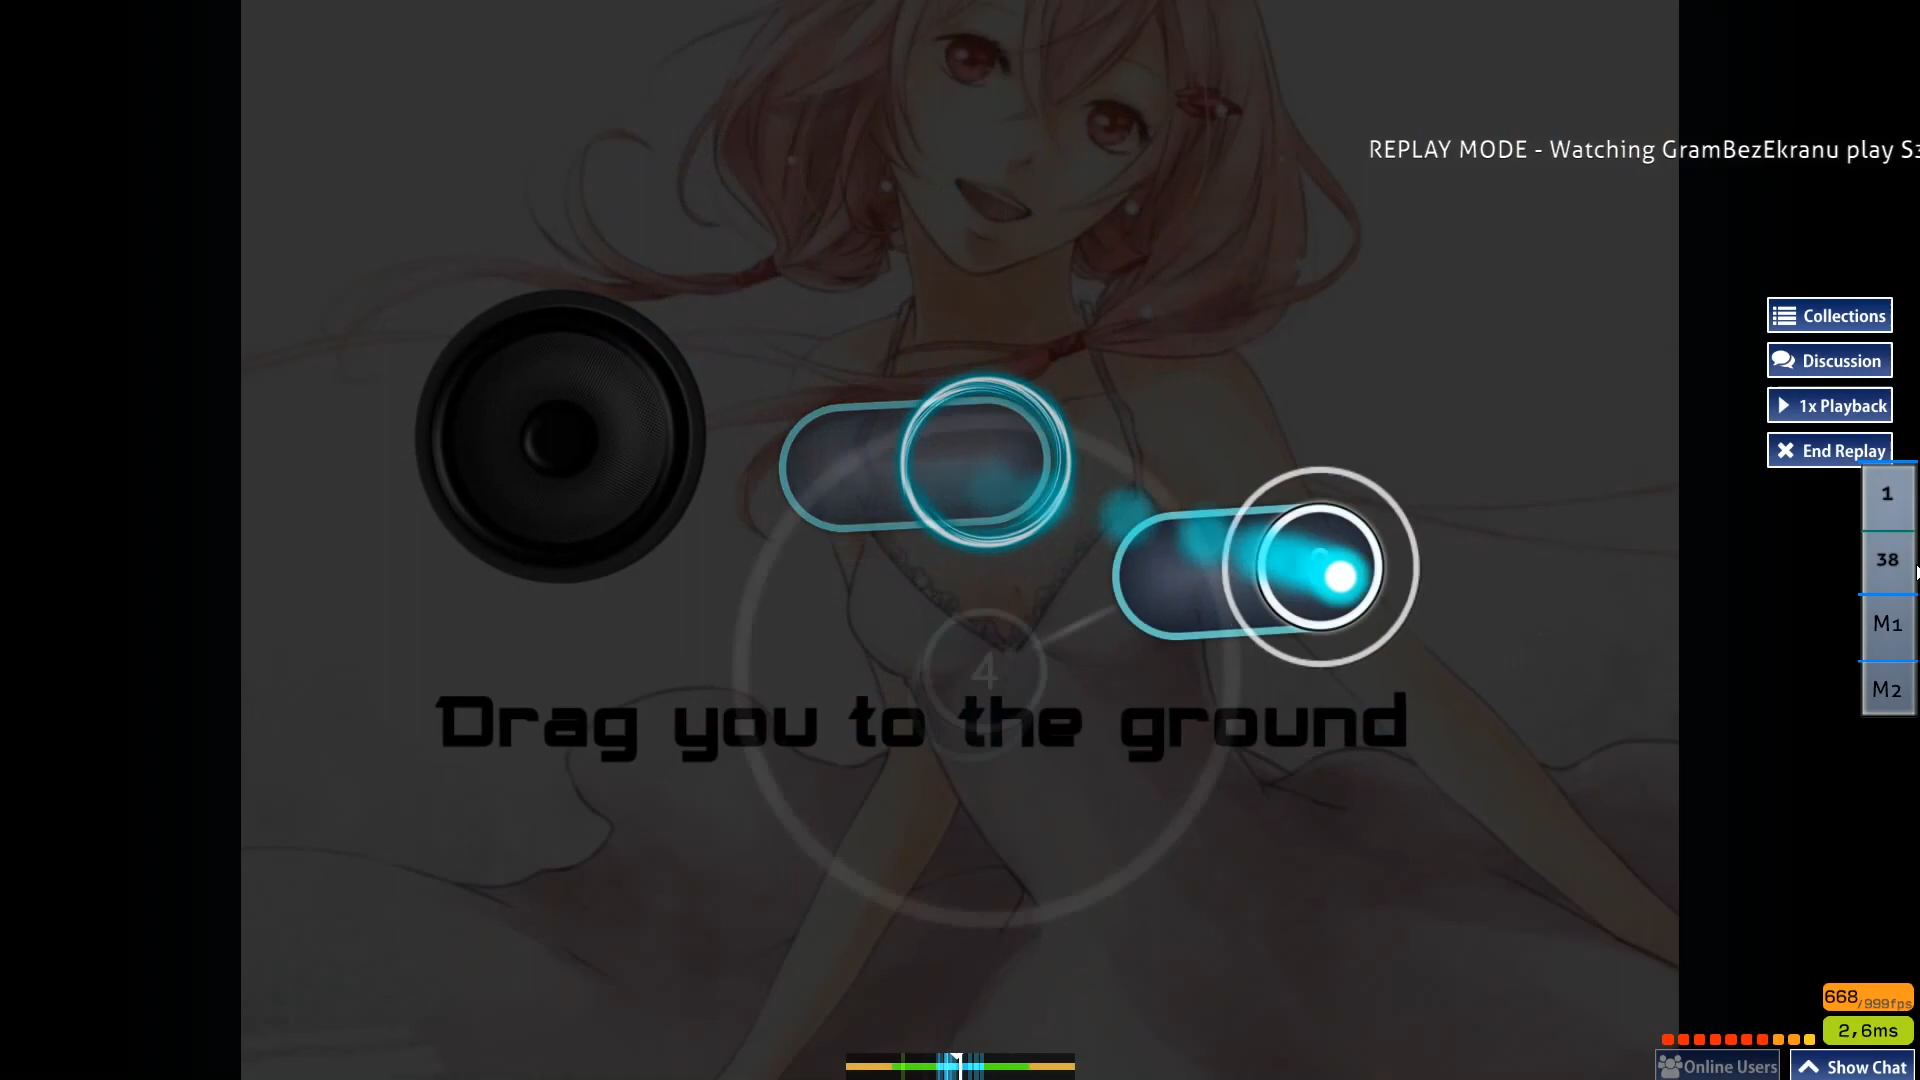 REPLAY MODE - Watching GramBezEkranu play S3
Collections
Discussion
1x Playback
End Replay
1
38
M1
M2
4
Drag you to the ground
668/999fps
2,6ms
Online Users
Show Chat